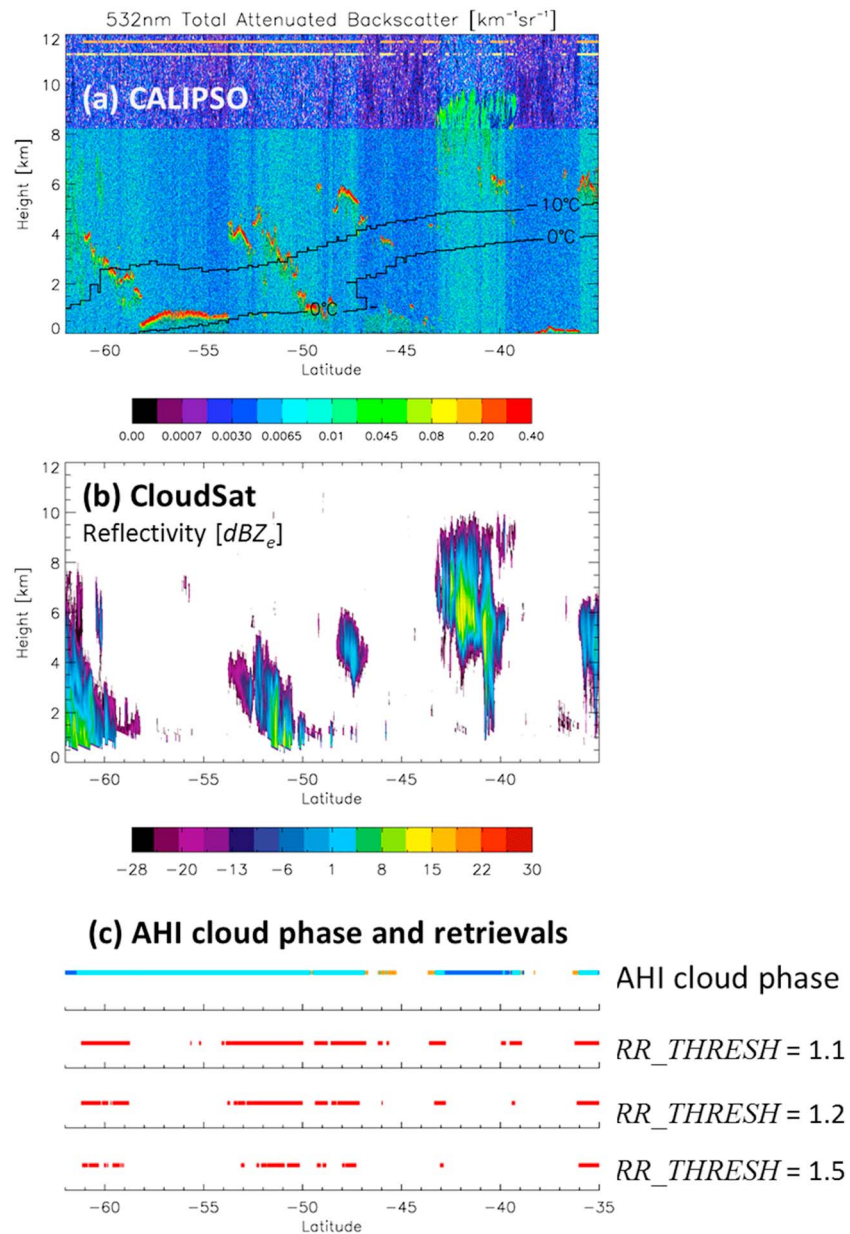 532nm Total Attenuated Backscatter [km⁻¹sr⁻¹]
(a) CALIPSO
12
10
8
6
4
2
0
Height [km]
-10°C
0°C
0°C
-60 -55 -50 -45 -40
Latitude
0.00 0.0007 0.0030 0.0065 0.01 0.045 0.08 0.20 0.40
(b) CloudSat
Reflectivity [dBZₑ]
12
10
8
6
4
2
0
Height [km]
-60 -55 -50 -45 -40
Latitude
-28 -20 -13 -6 1 8 15 22 30
(c) AHI cloud phase and retrievals
AHI cloud phase
RR_THRESH = 1.1
RR_THRESH = 1.2
RR_THRESH = 1.5
-60 -55 -50 -45 -40 -35
Latitude